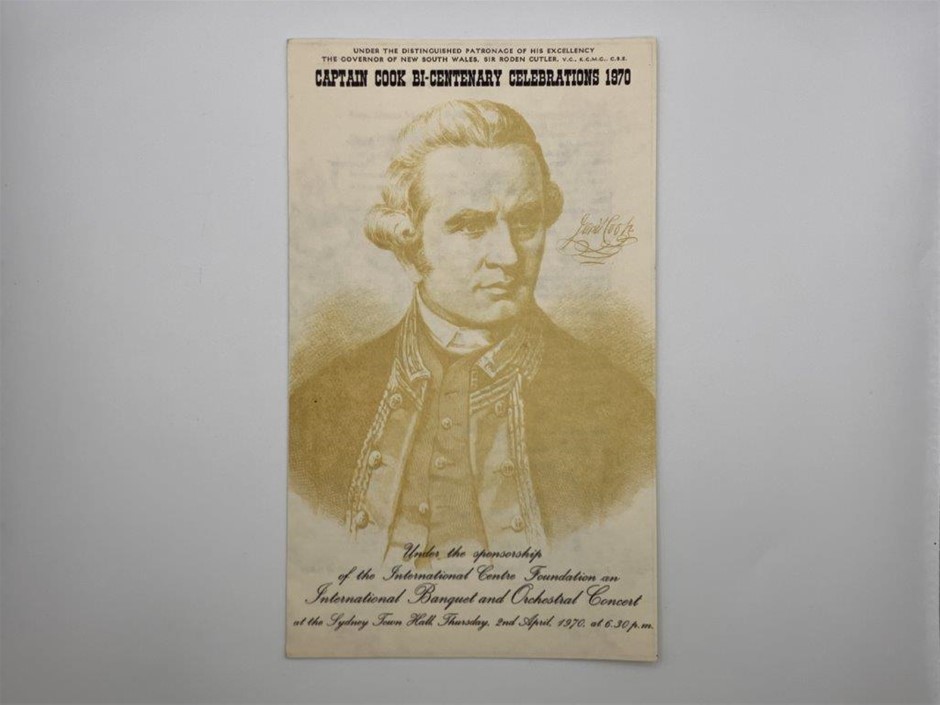 UNDER THE DISTINGUISHED PATRONAGE OF HIS EXCELLENCY
THE GOVERNOR OF NEW SOUTH WALES, SIR RODEN CUTLER, V.C., K.C.M.G., C.B.E.
CAPTAIN COOK BI-CENTENARY CELEBRATIONS 1970
Jam's Cook
Under the sponsorship
of the International Centre Foundation an
International Banquet and Orchestral Concert
at the Sydney Town Hall, Thursday, 2nd April, 1970, at 6.30 p.m.